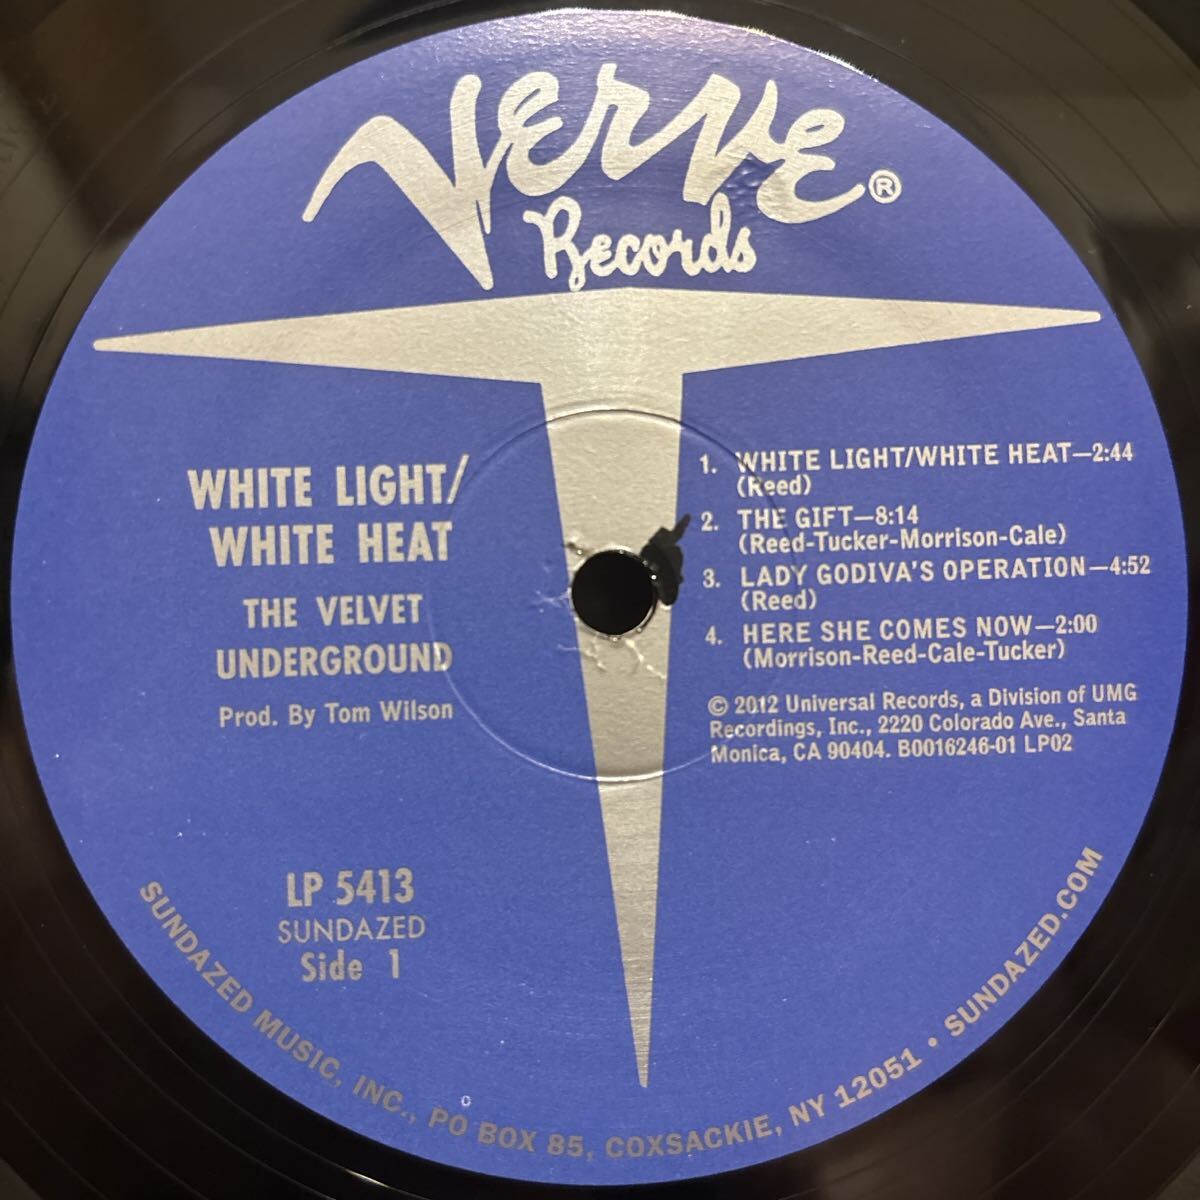 Verve®
Records
WHITE LIGHT/
WHITE HEAT
THE VELVET
UNDERGROUND
Prod. By Tom Wilson
1. WHITE LIGHT/WHITE HEAT—2:44
(Reed)
2. THE GIFT—8:14
(Reed-Tucker-Morrison-Cale)
3. LADY GODIVA'S OPERATION—4:52
(Reed)
4. HERE SHE COMES NOW—2:00
(Morrison-Reed-Cale-Tucker)
© 2012 Universal Records, a Division of UMG
Recordings, Inc., 2220 Colorado Ave., Santa
Monica, CA 90404. B0016246-01 LP02
LP 5413
SUNDAZED
Side 1
SUNDAZED MUSIC, INC., PO BOX 85, COXSACKIE, NY 12051 • SUNDAZED.COM